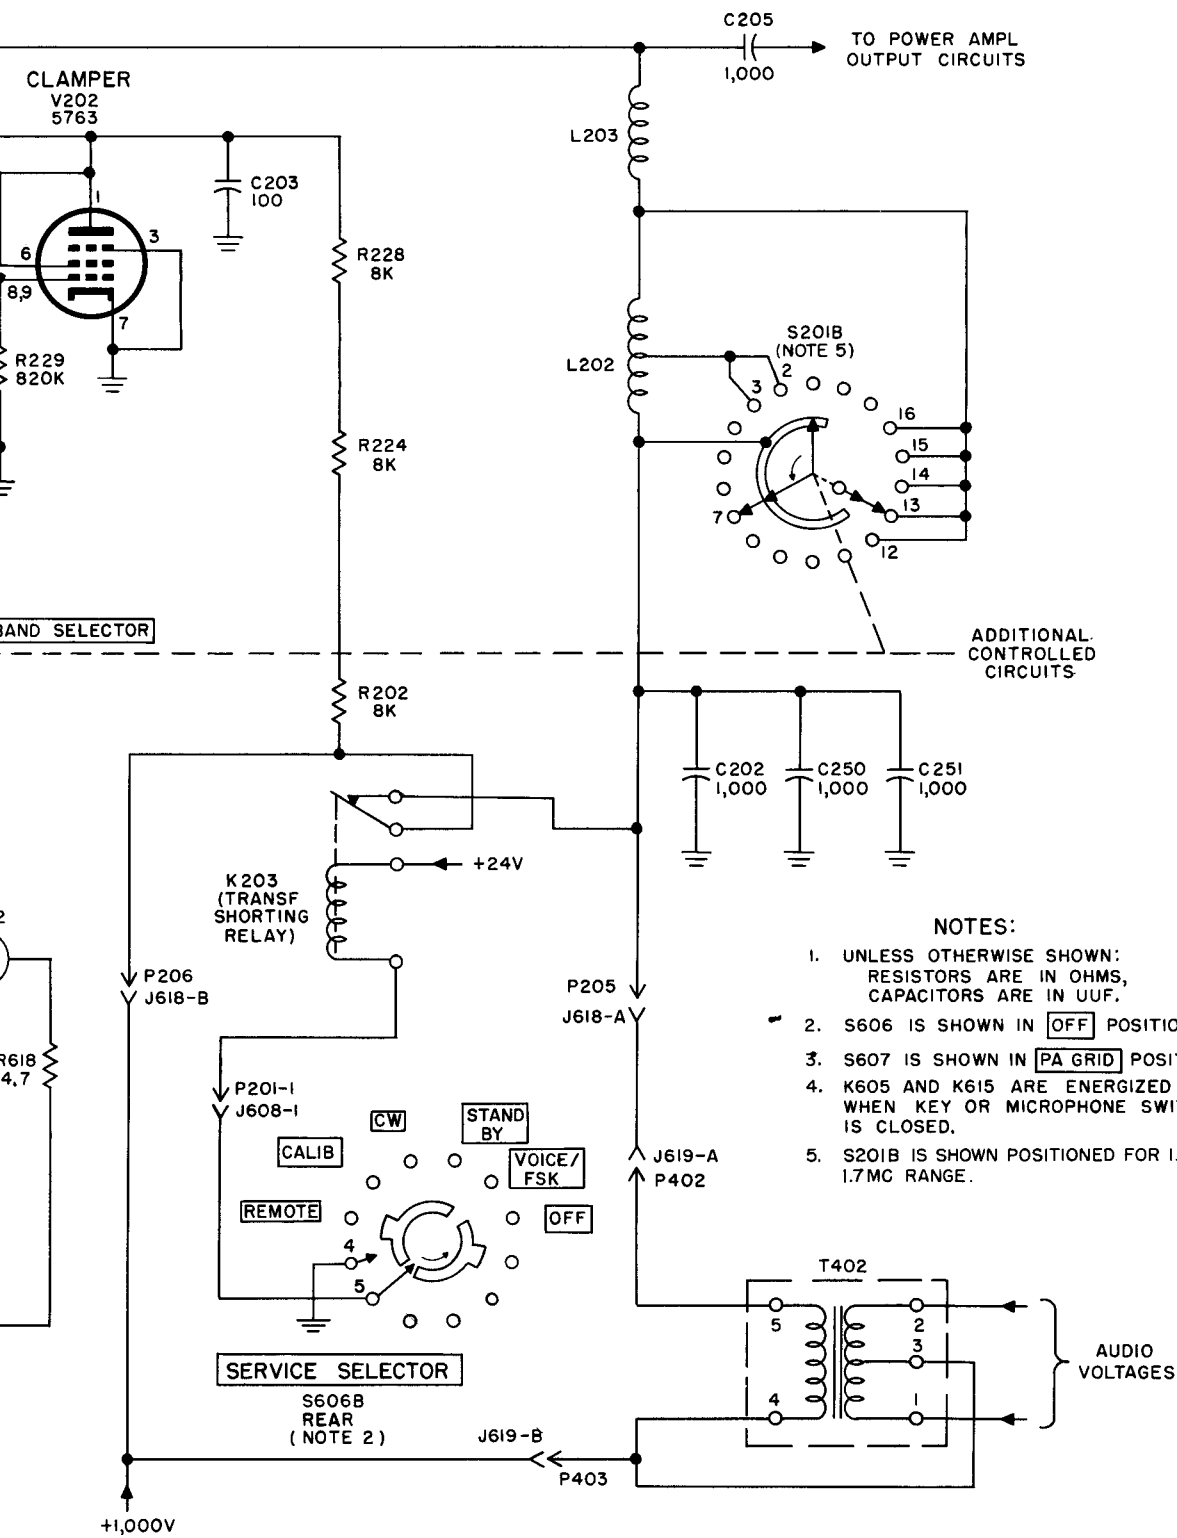 C205
1,000
TO POWER AMPL
OUTPUT CIRCUITS
CLAMPER
V202
5763
L203
C203
100
1
3
6
8,9
7
R228
8K
R229
820K
L202
S201B
(NOTE 5)
2
3
16
15
14
13
12
7
R224
8K
BAND SELECTOR
ADDITIONAL
CONTROLLED
CIRCUITS
R202
8K
C202
1,000
C250
1,000
C251
1,000
+24V
K203
(TRANSF
SHORTING
RELAY)
2
P206
J618-B
P205
J618-A
R618
4.7
P201-1
J608-1
NOTES:
1. UNLESS OTHERWISE SHOWN:
RESISTORS ARE IN OHMS,
CAPACITORS ARE IN UUF.
2. S606 IS SHOWN IN OFF POSITIO
3. S607 IS SHOWN IN PA GRID POSIT
4. K605 AND K615 ARE ENERGIZED
WHEN KEY OR MICROPHONE SWI
IS CLOSED.
5. S201B IS SHOWN POSITIONED FOR 1.
1.7MC RANGE.
CW
STAND
BY
CALIB
VOICE/
FSK
REMOTE
OFF
4
5
J619-A
P402
SERVICE SELECTOR
S606B
REAR
(NOTE 2)
T402
5
2
3
4
1
AUDIO
VOLTAGES
J619-B
P403
+1,000V